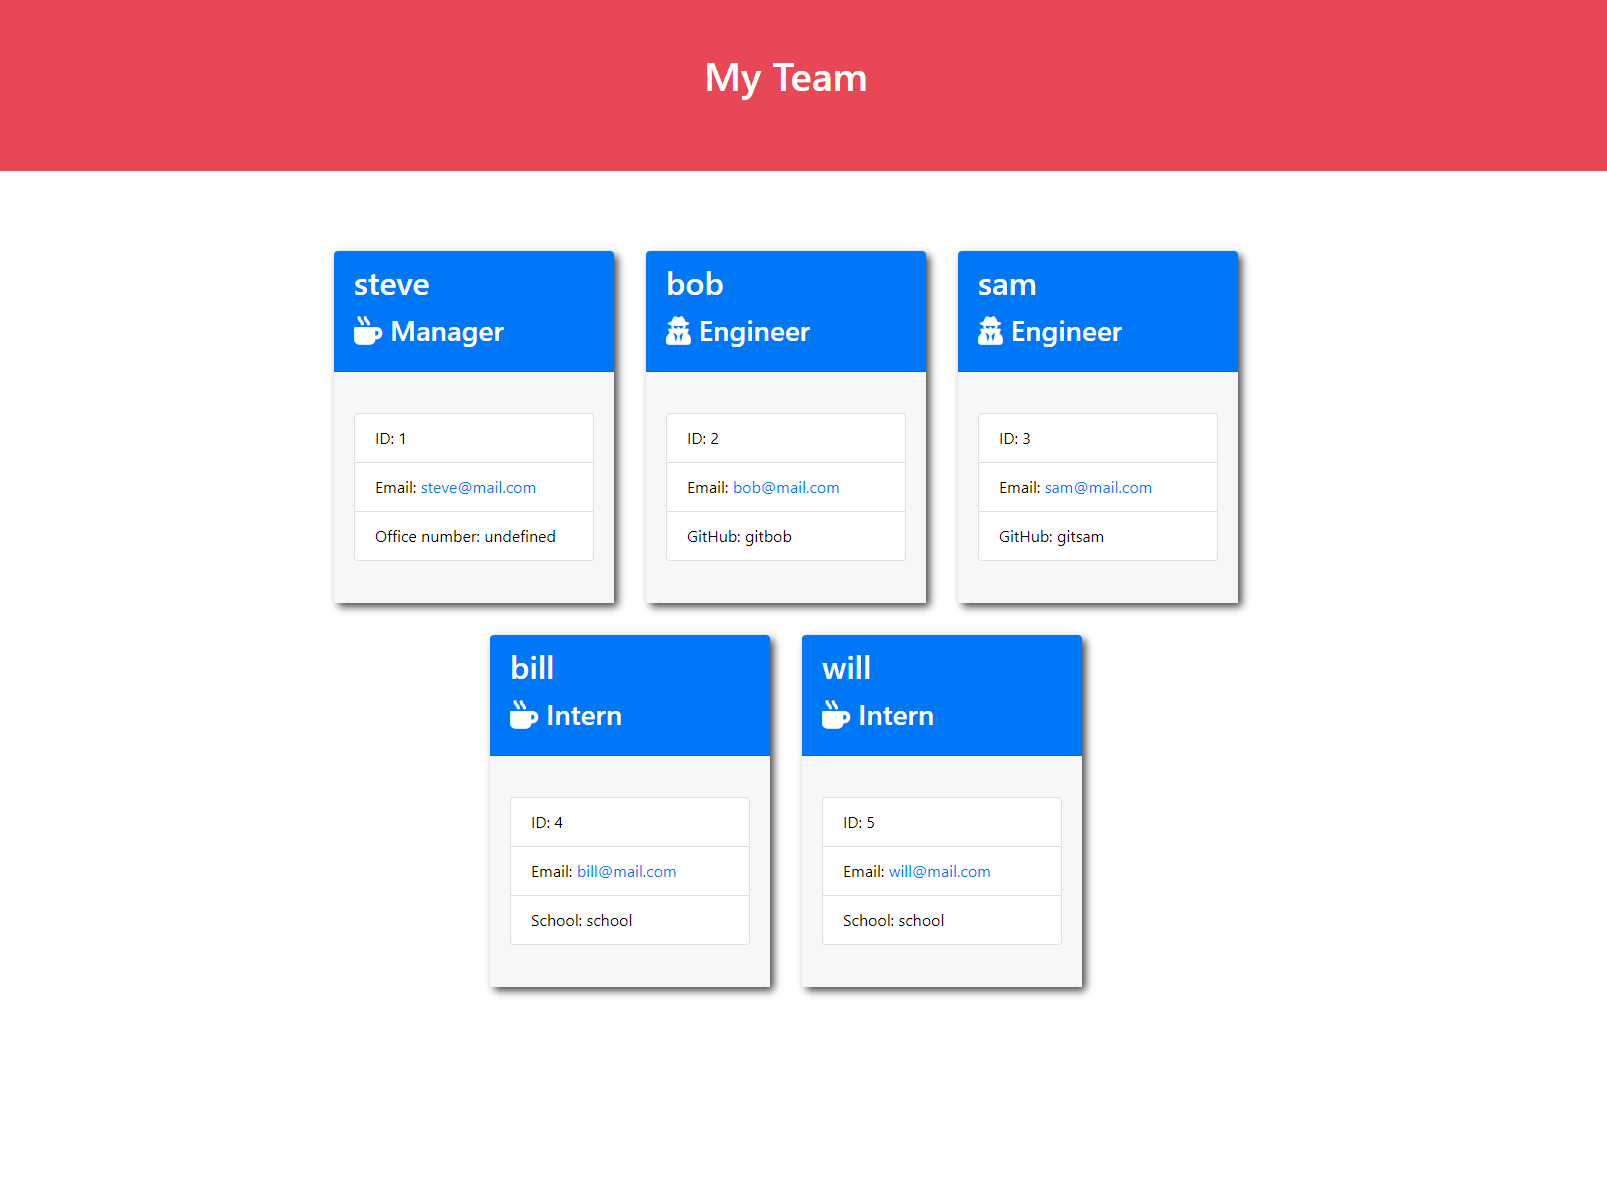 My Team
steve
Manager
ID: 1
Email: steve@mail.com
Office number: undefined
bob
Engineer
ID: 2
Email: bob@mail.com
GitHub: gitbob
sam
Engineer
ID: 3
Email: sam@mail.com
GitHub: gitsam
bill
Intern
ID: 4
Email: bill@mail.com
School: school
will
Intern
ID: 5
Email: will@mail.com
School: school